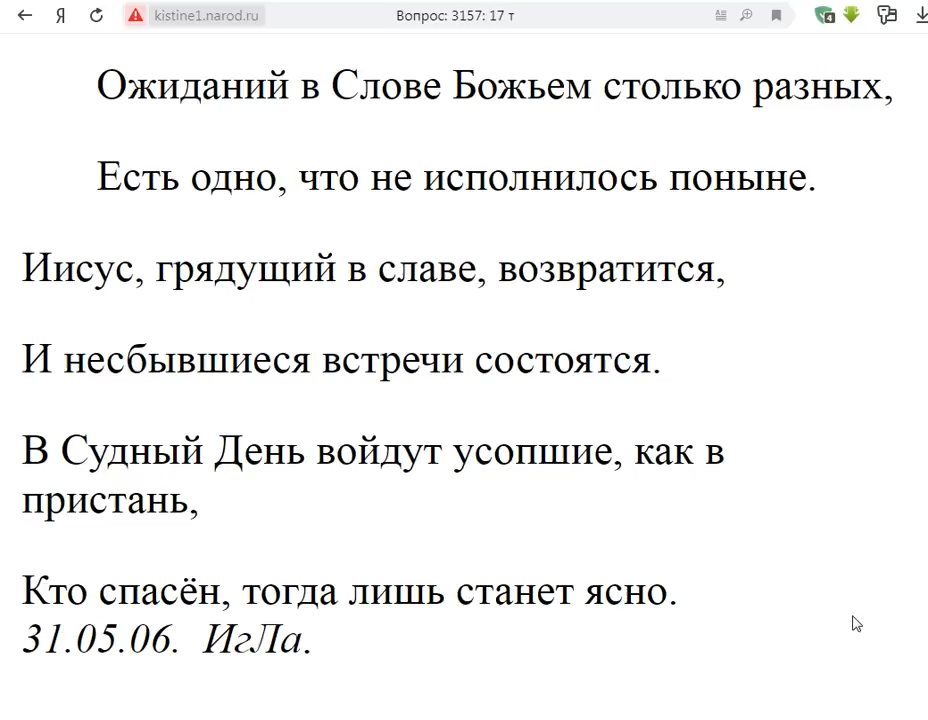 Я kistine1.narod.ru Вопрос: 3157: 17 т 4
Ожиданий в Слове Божьем столько разных,
Есть одно, что не исполнилось поныне.
Иисус, грядущий в славе, возвратится,
И несбывшиеся встречи состоятся.
В Судный День войдут усопшие, как в
пристань,
Кто спасён, тогда лишь станет ясно.
31.05.06. ИгЛа.